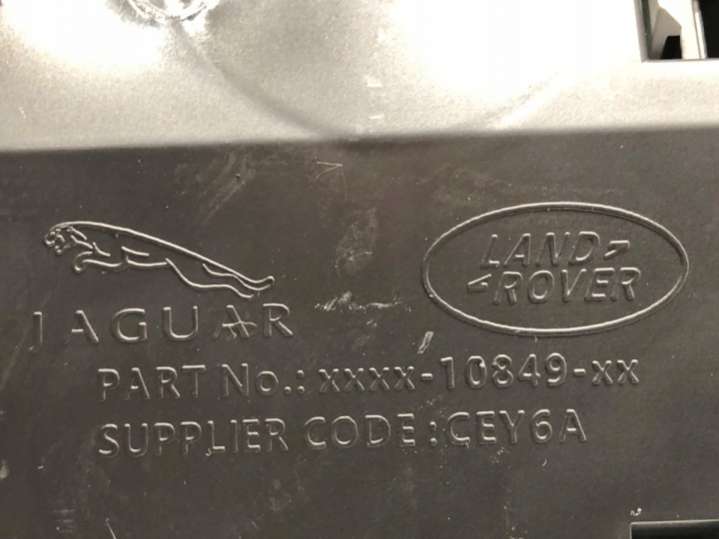 JAGUAR
LAND
ROVER
PART No.: xxxx-10849-xx
SUPPLIER CODE : CEY6A